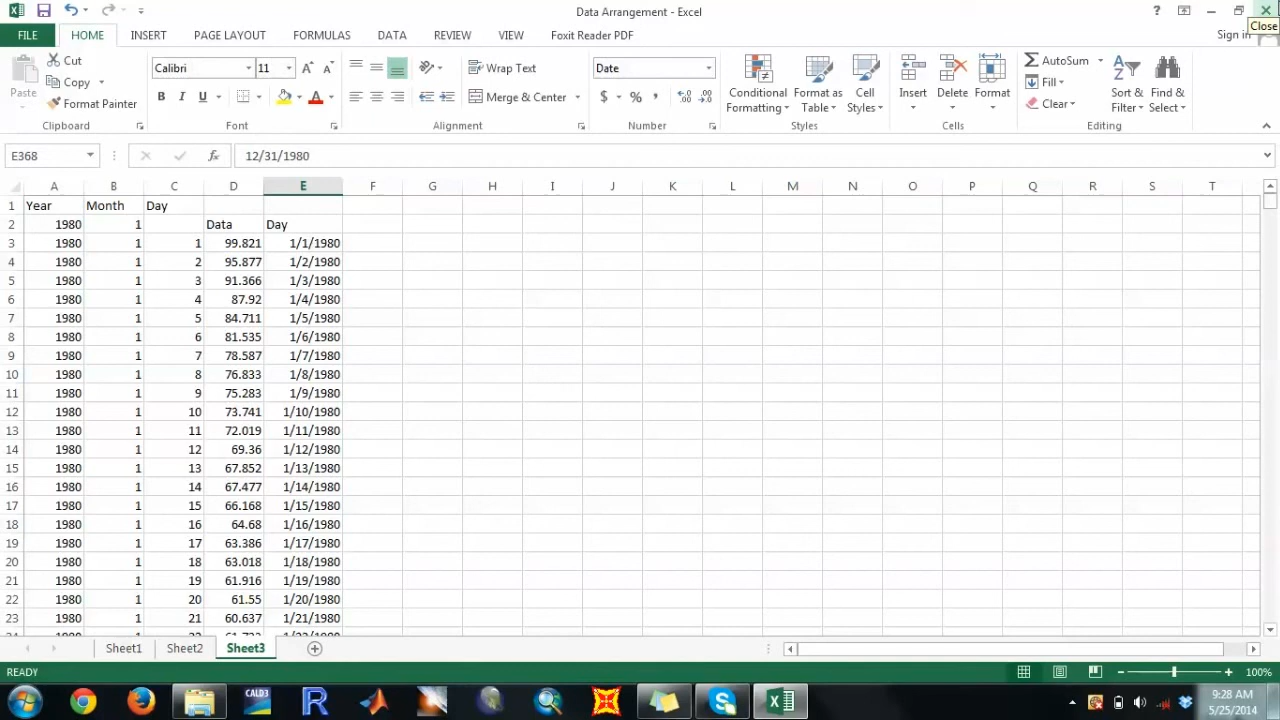 Data Arrangement - Excel
?
Close
FILE HOME INSERT PAGE LAYOUT FORMULAS DATA REVIEW VIEW Foxit Reader PDF Sign in
Paste
Cut
Copy
Format Painter
Clipboard
Calibri 11
B I U
Font
Wrap Text
Merge & Center
Alignment
Date
$ % ,
Number
Conditional Formatting
Format as Table
Cell Styles
Styles
Insert
Delete
Format
Cells
AutoSum
Fill
Clear
Sort & Filter
Find & Select
Editing
E368 fx 12/31/1980
A B C D E F G H I J K L M N O P Q R S T
1 Year Month Day
2 1980 1 Data Day
3 1980 1 1 99.821 1/1/1980
4 1980 1 2 95.877 1/2/1980
5 1980 1 3 91.366 1/3/1980
6 1980 1 4 87.92 1/4/1980
7 1980 1 5 84.711 1/5/1980
8 1980 1 6 81.535 1/6/1980
9 1980 1 7 78.587 1/7/1980
10 1980 1 8 76.833 1/8/1980
11 1980 1 9 75.283 1/9/1980
12 1980 1 10 73.741 1/10/1980
13 1980 1 11 72.019 1/11/1980
14 1980 1 12 69.36 1/12/1980
15 1980 1 13 67.852 1/13/1980
16 1980 1 14 67.477 1/14/1980
17 1980 1 15 66.168 1/15/1980
18 1980 1 16 64.68 1/16/1980
19 1980 1 17 63.386 1/17/1980
20 1980 1 18 63.018 1/18/1980
21 1980 1 19 61.916 1/19/1980
22 1980 1 20 61.55 1/20/1980
23 1980 1 21 60.637 1/21/1980
Sheet1 Sheet2 Sheet3
READY 100%
CALD3
R
9:28 AM
5/25/2014